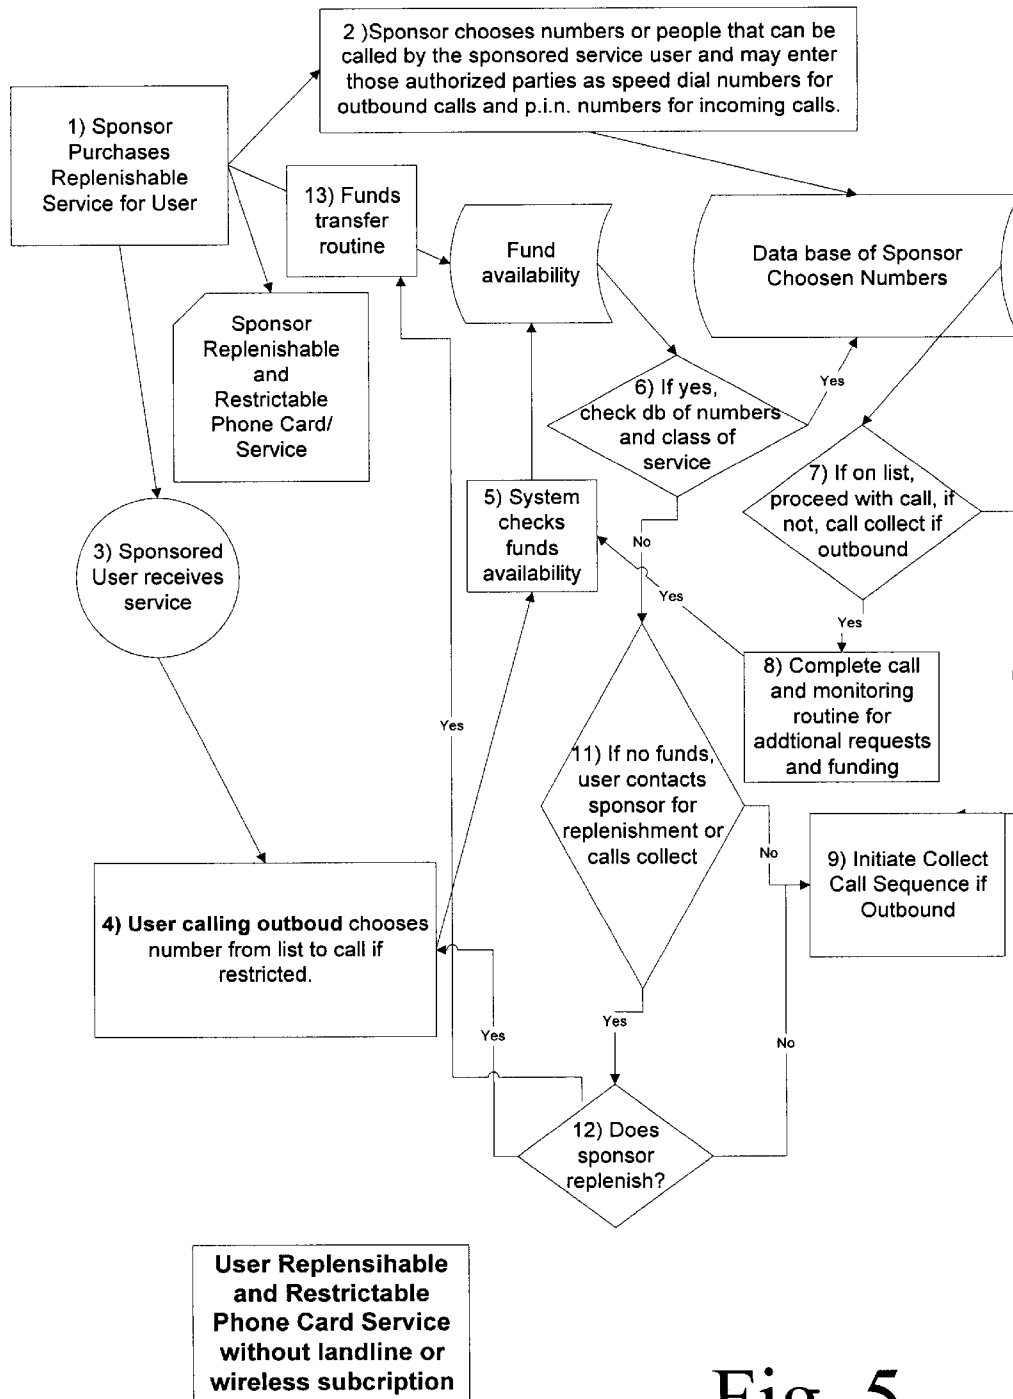 2 )Sponsor chooses numbers or people that can be
called by the sponsored service user and may enter
those authorized parties as speed dial numbers for
outbound calls and p.i.n. numbers for incoming calls.
1) Sponsor
Purchases
Replenishable
Service for User
13) Funds
transfer
routine
Fund
availability
Data base of Sponsor
Choosen Numbers
Sponsor
Replenishable
and
Restrictable
Phone Card/
Service
6) If yes,
check db of numbers
and class of
service
Yes
7) If on list,
proceed with call, if
not, call collect if
outbound
5) System
checks
funds
availability
No
Yes
3) Sponsored
User receives
service
Yes
8) Complete call
and monitoring
routine for
addtional requests
and funding
Yes
11) If no funds,
user contacts
sponsor for
replenishment or
calls collect
No
9) Initiate Collect
Call Sequence if
Outbound
4) User calling outboud chooses
number from list to call if
restricted.
Yes
Yes
No
12) Does
sponsor
replenish?
User Replensihable
and Restrictable
Phone Card Service
without landline or
wireless subcription
Fig. 5